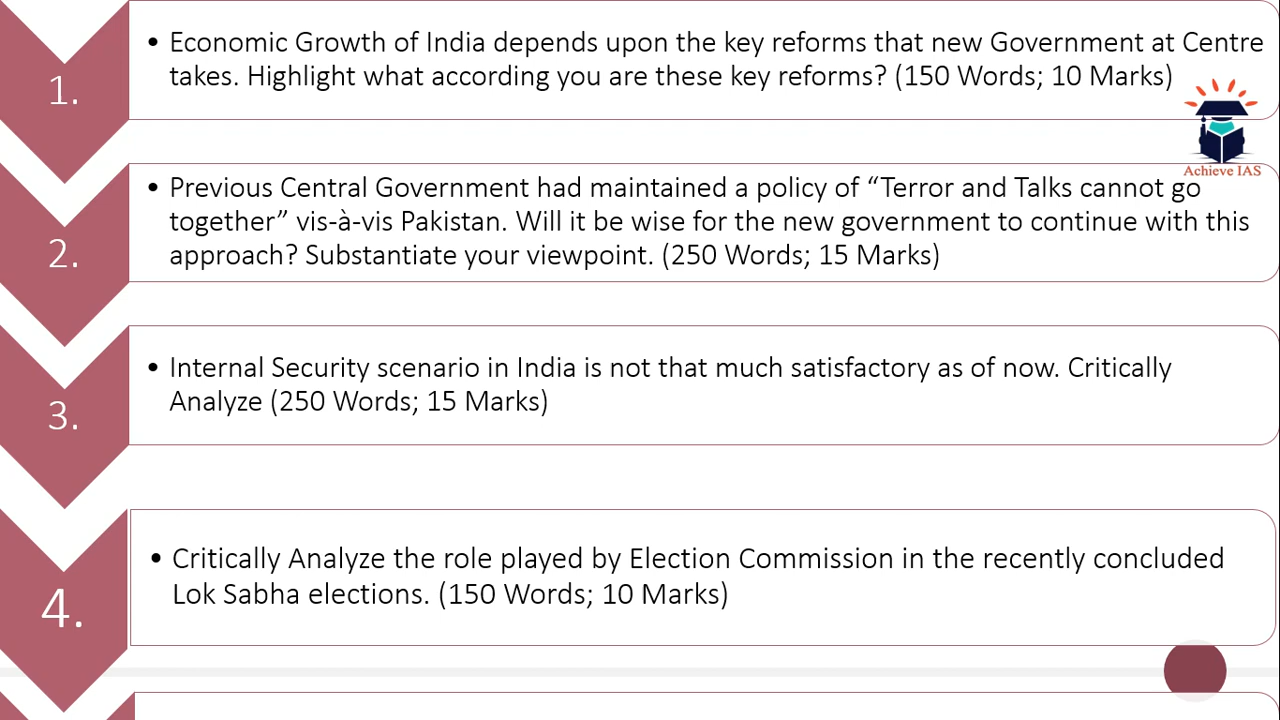 1.
• Economic Growth of India depends upon the key reforms that new Government at Centre
takes. Highlight what according you are these key reforms? (150 Words; 10 Marks)
Achieve IAS
2.
• Previous Central Government had maintained a policy of “Terror and Talks cannot go
together” vis-à-vis Pakistan. Will it be wise for the new government to continue with this
approach? Substantiate your viewpoint. (250 Words; 15 Marks)
3.
• Internal Security scenario in India is not that much satisfactory as of now. Critically
Analyze (250 Words; 15 Marks)
4.
• Critically Analyze the role played by Election Commission in the recently concluded
Lok Sabha elections. (150 Words; 10 Marks)